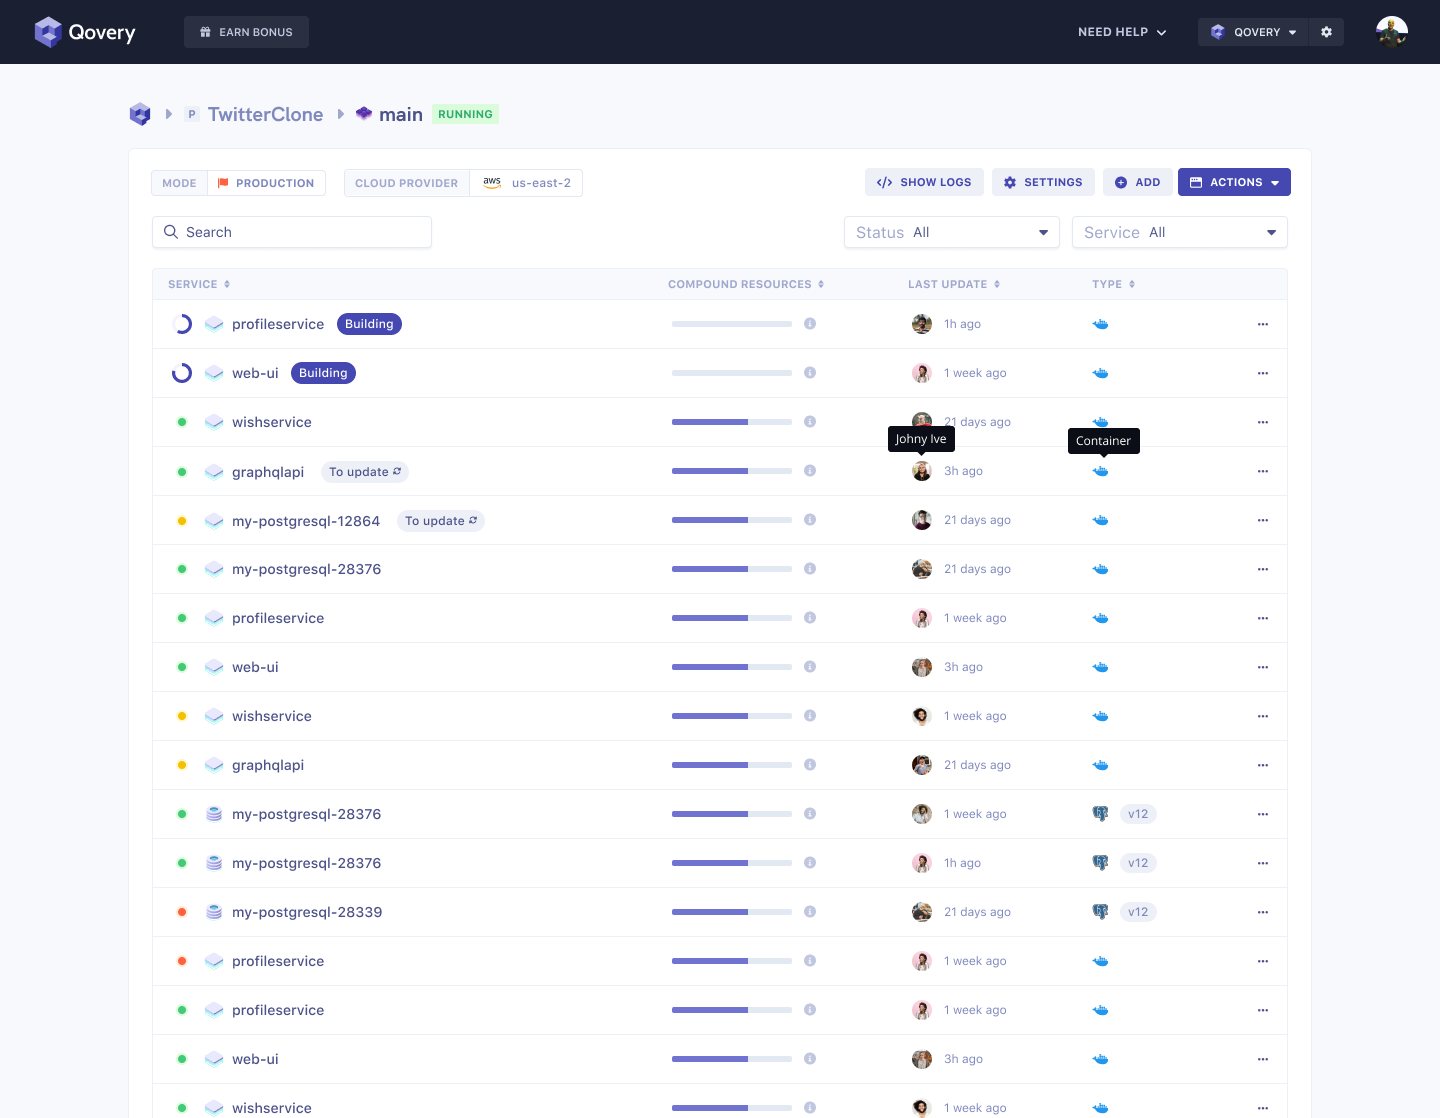 Qovery
EARN BONUS
NEED HELP
QOVERY
P TwitterClone main RUNNING
MODE PRODUCTION
CLOUD PROVIDER aws us-east-2
SHOW LOGS
SETTINGS
ADD
ACTIONS
Search
Status All
Service All
SERVICE COMPOUND RESOURCES LAST UPDATE TYPE
profileservice Building 1h ago
web-ui Building 1 week ago
wishservice 21 days ago
Johny Ive
Container
graphqlapi To update 3h ago
my-postgresql-12864 To update 21 days ago
my-postgresql-28376 21 days ago
profileservice 1 week ago
web-ui 3h ago
wishservice 1 week ago
graphqlapi 21 days ago
my-postgresql-28376 1 week ago v12
my-postgresql-28376 1h ago v12
my-postgresql-28339 21 days ago v12
profileservice 1 week ago
profileservice 1 week ago
web-ui 3h ago
wishservice 1 week ago